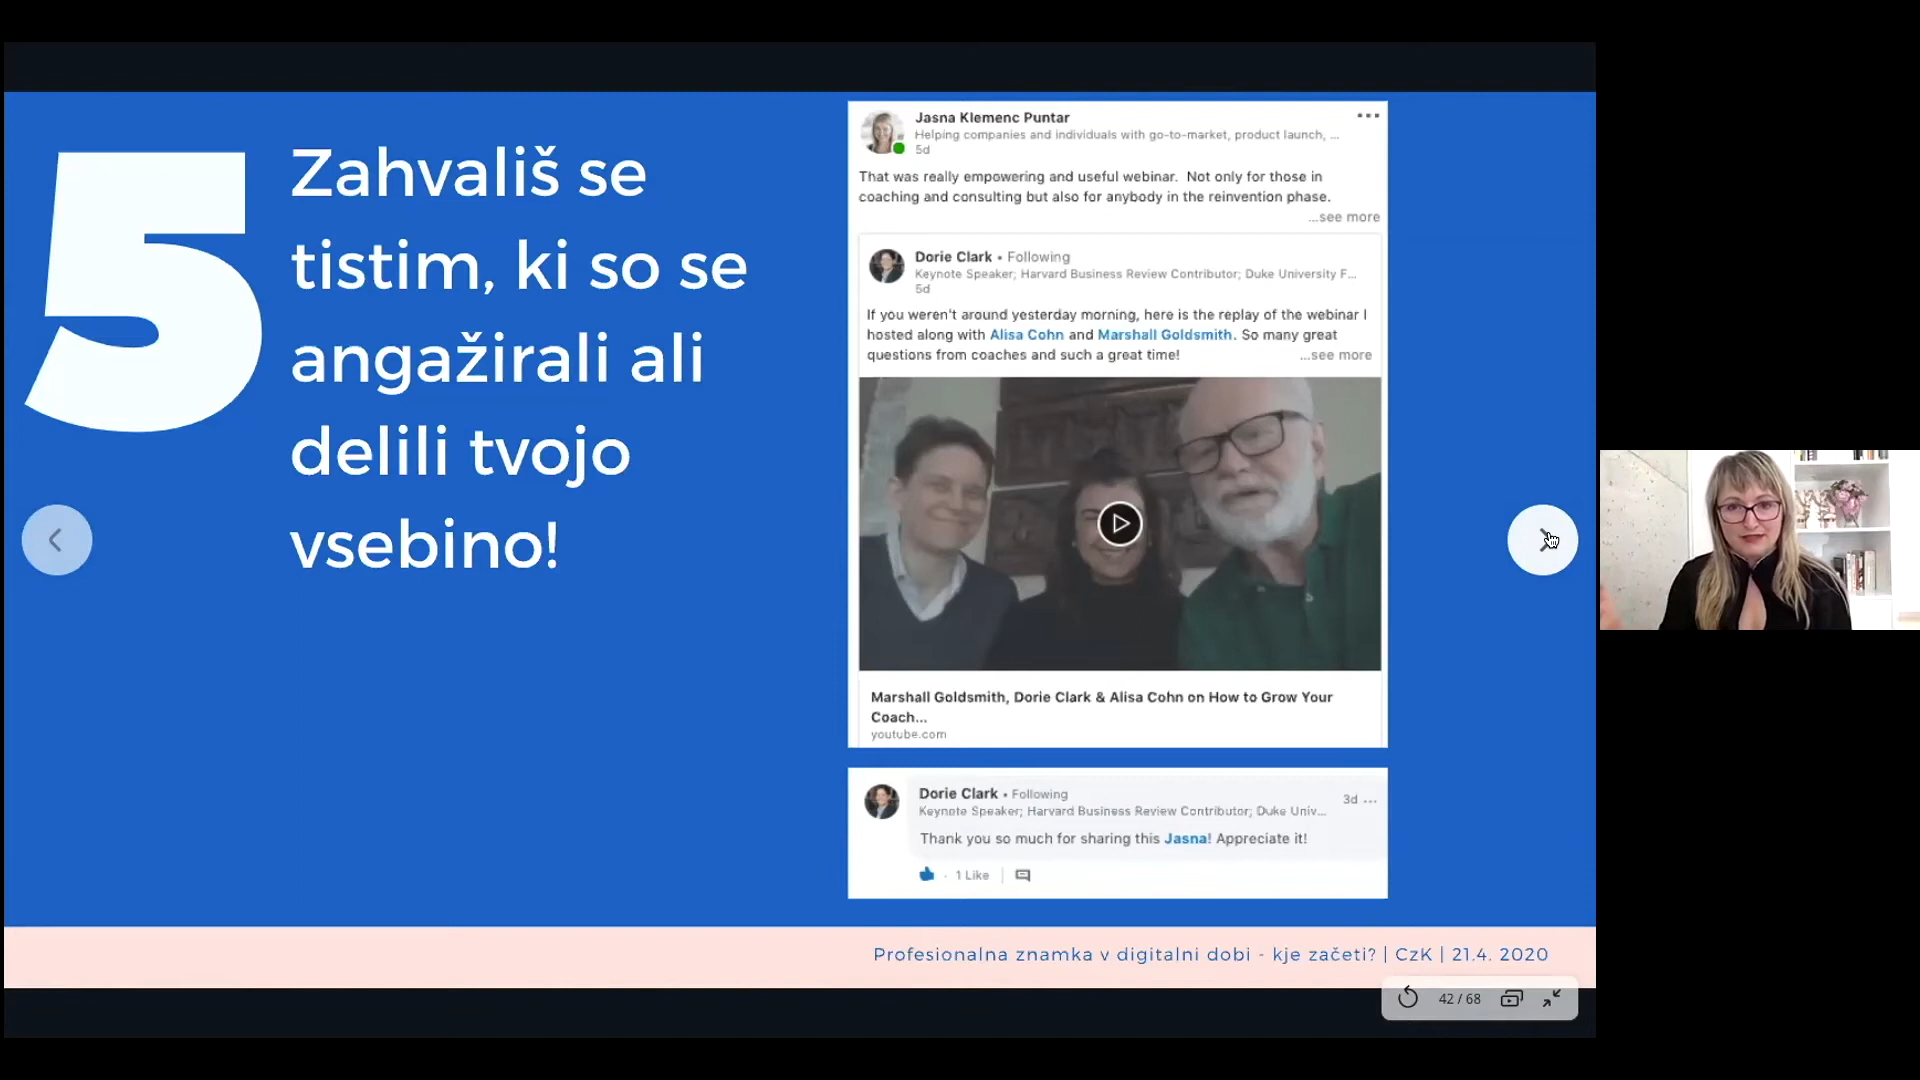 5
Zahvališ se
tistim, ki so se
angažirali ali
delili tvojo
vsebino!
Jasna Klemenc Puntar
Helping companies and individuals with go-to-market, product launch, ...
5d
That was really empowering and useful webinar. Not only for those in
coaching and consulting but also for anybody in the reinvention phase.
...see more
Dorie Clark • Following
Keynote Speaker; Harvard Business Review Contributor; Duke University F...
5d
If you weren't around yesterday morning, here is the replay of the webinar I
hosted along with Alisa Cohn and Marshall Goldsmith. So many great
questions from coaches and such a great time! ...see more
Marshall Goldsmith, Dorie Clark & Alisa Cohn on How to Grow Your
Coach...
youtube.com
Dorie Clark • Following
3d ...
Keynote Speaker; Harvard Business Review Contributor; Duke Univ...
Thank you so much for sharing this Jasna! Appreciate it!
· 1 Like
Profesionalna znamka v digitalni dobi - kje začeti? | CzK | 21.4. 2020
42 / 68